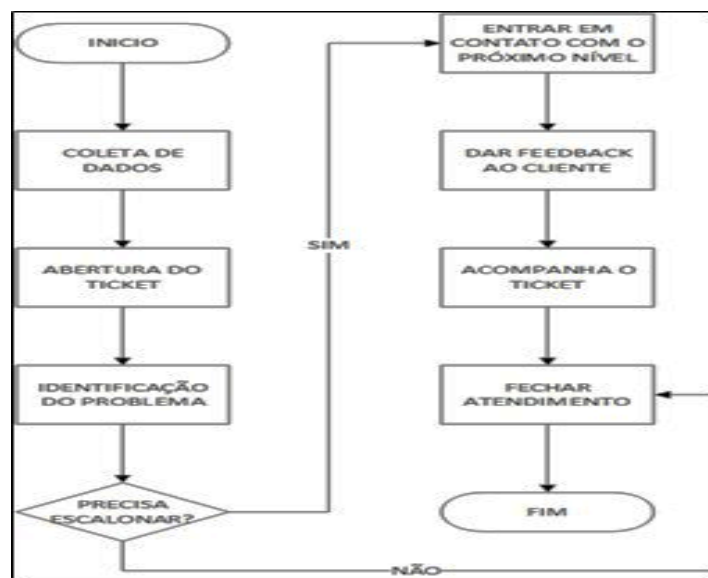 INICIO
COLETA DE
DADOS
ABERTURA DO
TICKET
IDENTIFICAÇÃO
DO PROBLEMA
PRECISA
ESCALONAR?
SIM
NÃO
ENTRAR EM
CONTATO COM O
PRÓXIMO NÍVEL
DAR FEEDBACK
AO CLIENTE
ACOMPANHA O
TICKET
FECHAR
ATENDIMENTO
FIM